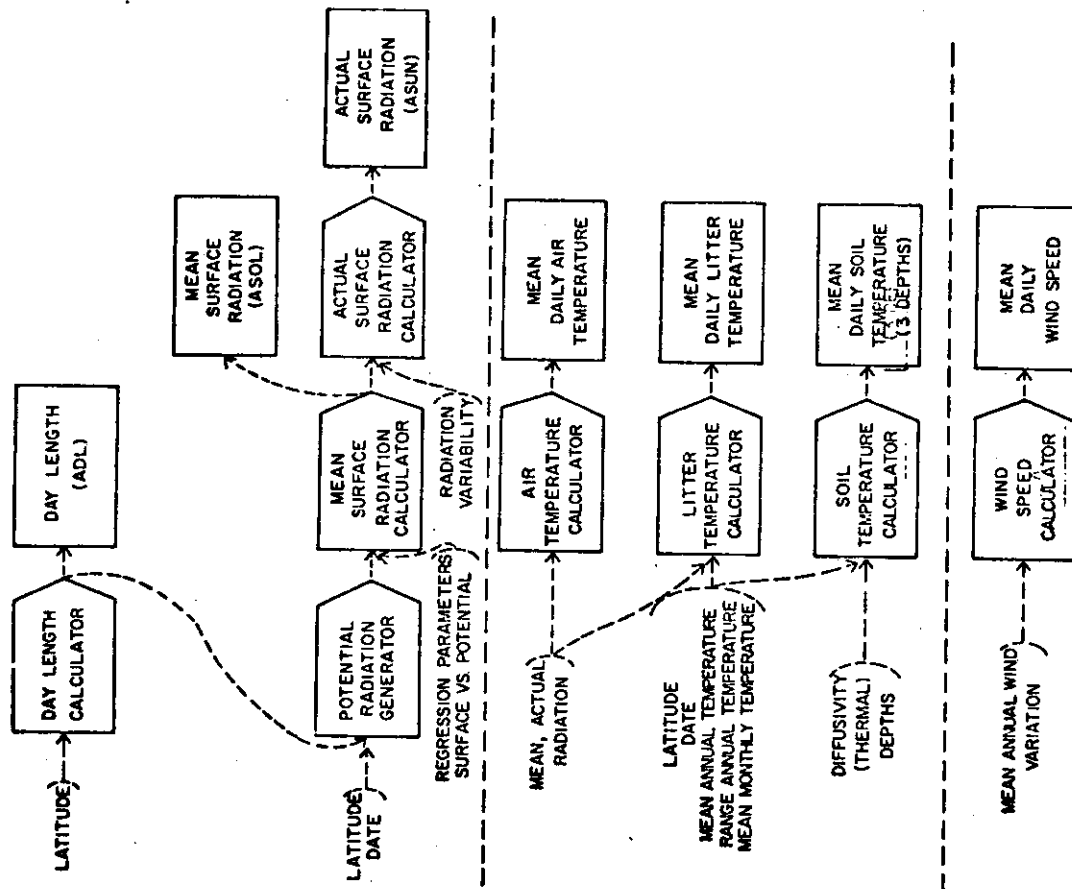 LATITUDE
DAY LENGTH
CALCULATOR
DAY LENGTH
(ADL)
LATITUDE
DATE
POTENTIAL
RADIATION
GENERATOR
REGRESSION PARAMETERS
SURFACE VS. POTENTIAL
MEAN
SURFACE
RADIATION
CALCULATOR
MEAN
SURFACE
RADIATION
(ASOL)
RADIATION
VARIABILITY
ACTUAL
SURFACE
RADIATION
CALCULATOR
ACTUAL
SURFACE
RADIATION
(ASUN)
MEAN, ACTUAL
RADIATION
AIR
TEMPERATURE
CALCULATOR
MEAN
DAILY AIR
TEMPERATURE
LATITUDE
DATE
MEAN ANNUAL TEMPERATURE
RANGE ANNUAL TEMPERATURE
MEAN MONTHLY TEMPERATURE
LITTER
TEMPERATURE
CALCULATOR
MEAN
DAILY LITTER
TEMPERATURE
DIFFUSIVITY
(THERMAL)
DEPTHS
SOIL
TEMPERATURE
CALCULATOR
MEAN
DAILY SOIL
TEMPERATURE
(3 DEPTHS)
MEAN ANNUAL WIND
VARIATION
WIND
SPEED
CALCULATOR
MEAN
DAILY
WIND SPEED